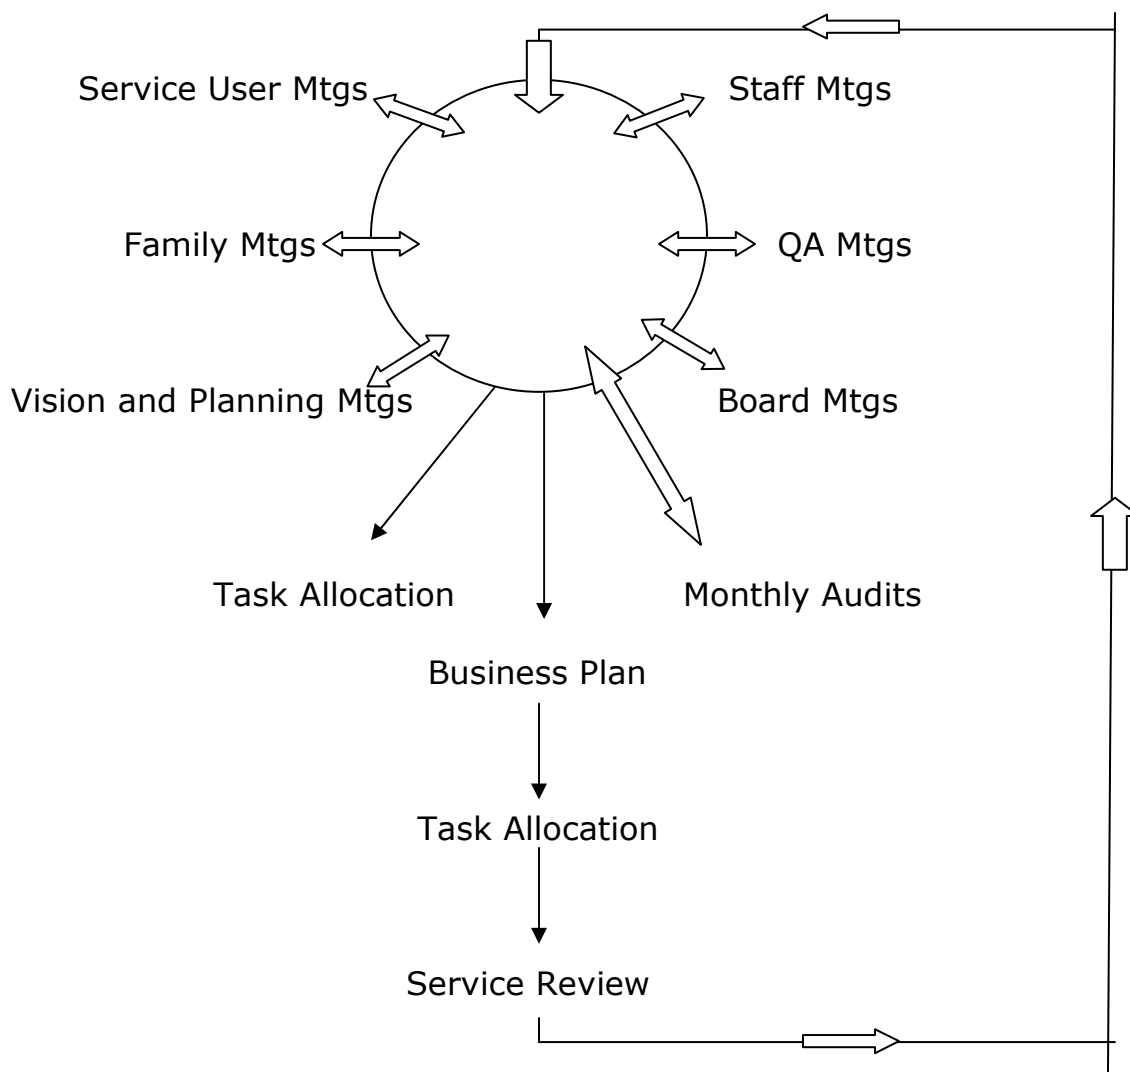 Service User Mtgs
Staff Mtgs
Family Mtgs
QA Mtgs
Vision and Planning Mtgs
Board Mtgs
Task Allocation
Monthly Audits
Business Plan
Task Allocation
Service Review